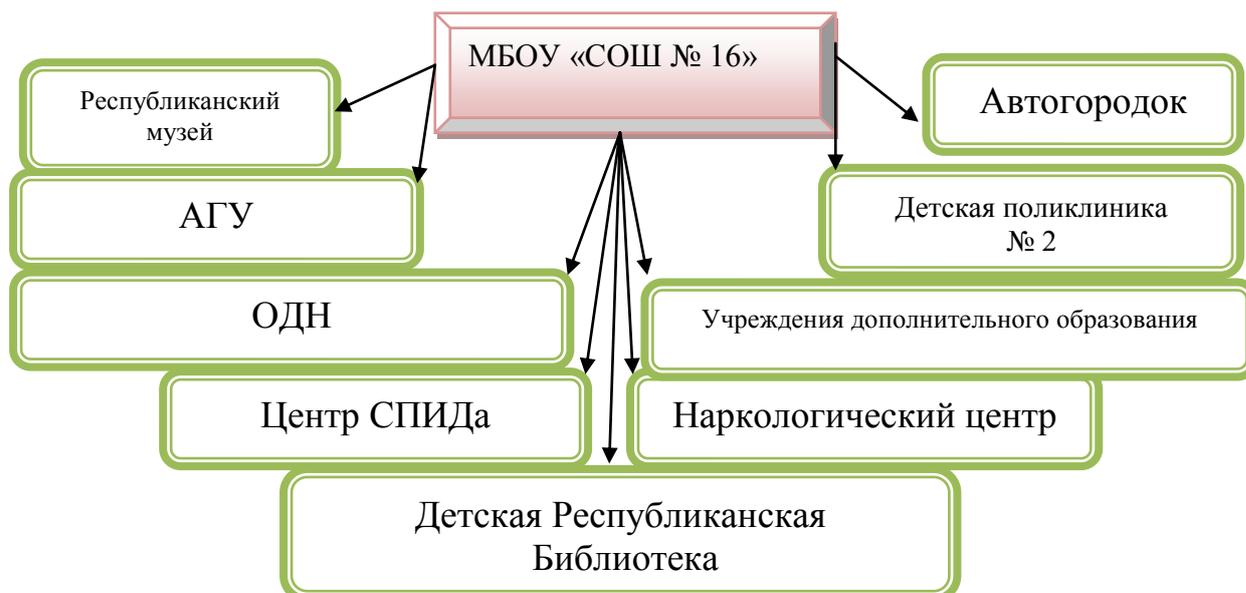 МБОУ «СОШ № 16»
Республиканский
музей
Автогородок
АГУ
Детская поликлиника
№ 2
ОДН
Учреждения дополнительного образования
Центр СПИДа
Наркологический центр
Детская Республиканская
Библиотека